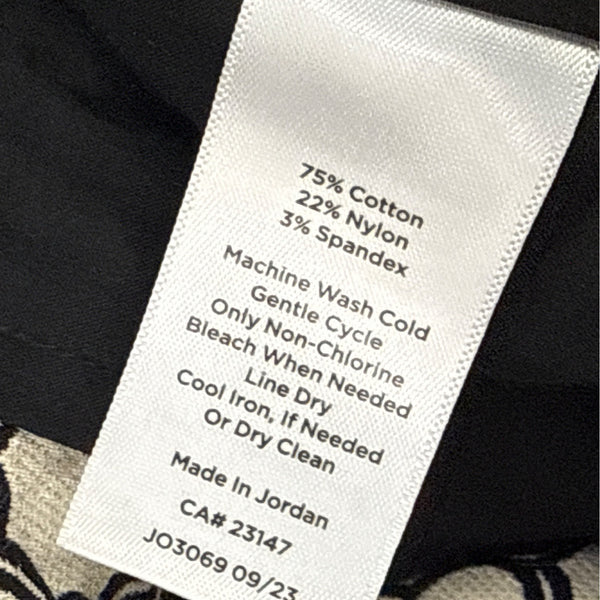 75% Cotton
22% Nylon
3% Spandex
Machine Wash Cold
Gentle Cycle
Only Non-Chlorine
Bleach When Needed
Line Dry
Cool Iron, If Needed
Or Dry Clean
Made In Jordan
CA# 23147
JO3069 09/23